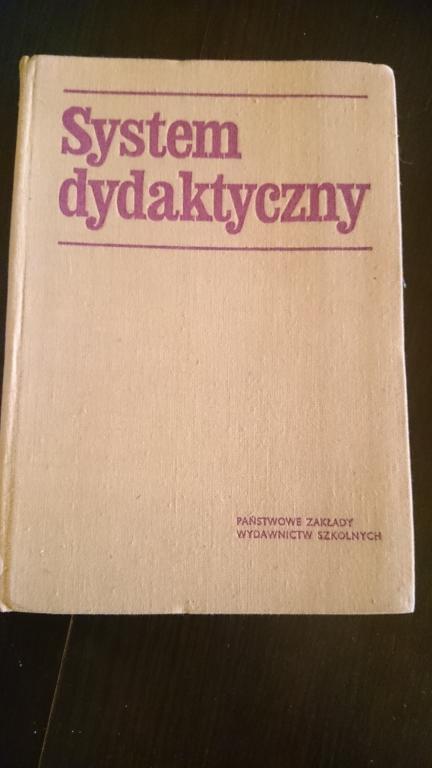 System
dydaktyczny
PAŃSTWOWE ZAKŁADY
WYDAWNICTW SZKOLNYCH